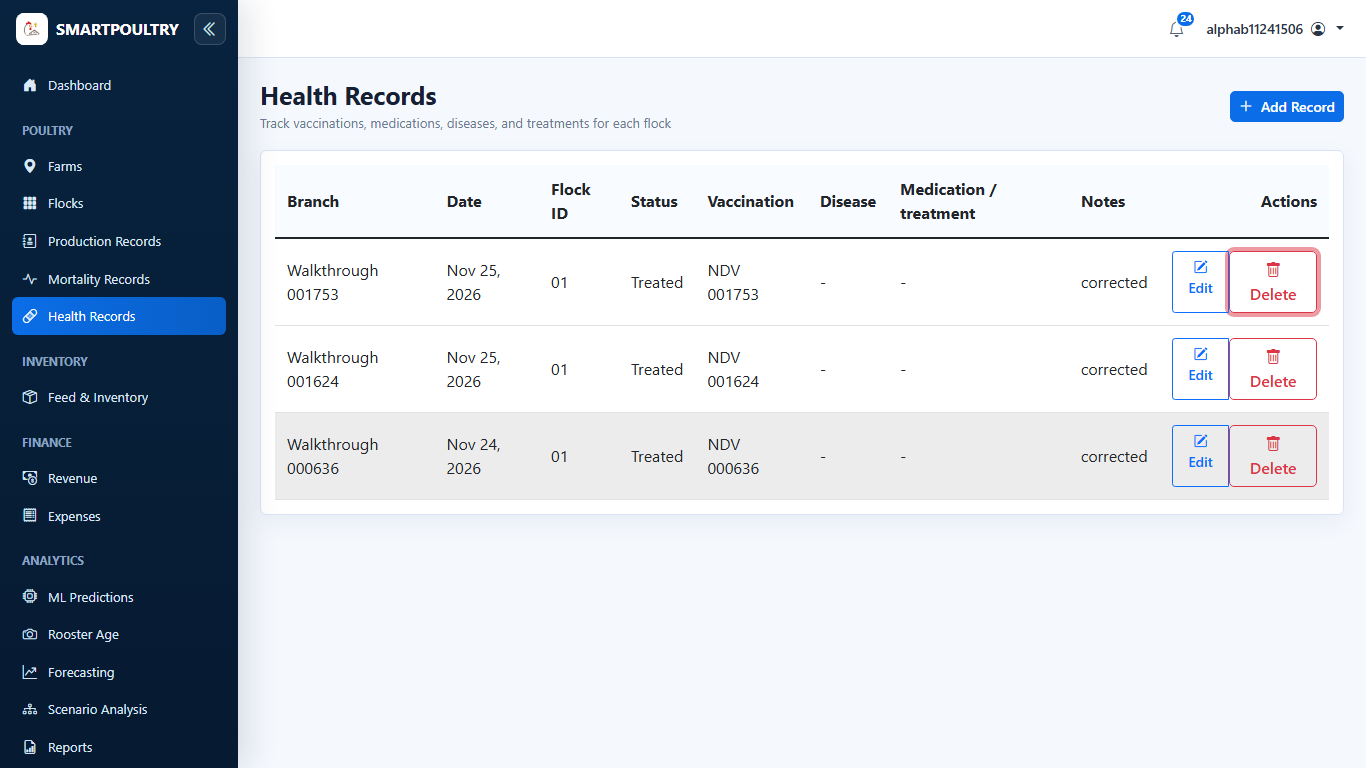 SMARTPOULTRY
24
alphab11241506
Dashboard
POULTRY
Farms
Flocks
Production Records
Mortality Records
Health Records
INVENTORY
Feed & Inventory
FINANCE
Revenue
Expenses
ANALYTICS
ML Predictions
Rooster Age
Forecasting
Scenario Analysis
Reports
Health Records
Track vaccinations, medications, diseases, and treatments for each flock
+ Add Record
Branch Date Flock ID Status Vaccination Disease Medication / treatment Notes Actions
Walkthrough 001753 Nov 25, 2026 01 Treated NDV 001753 - - corrected Edit Delete
Walkthrough 001624 Nov 25, 2026 01 Treated NDV 001624 - - corrected Edit Delete
Walkthrough 000636 Nov 24, 2026 01 Treated NDV 000636 - - corrected Edit Delete